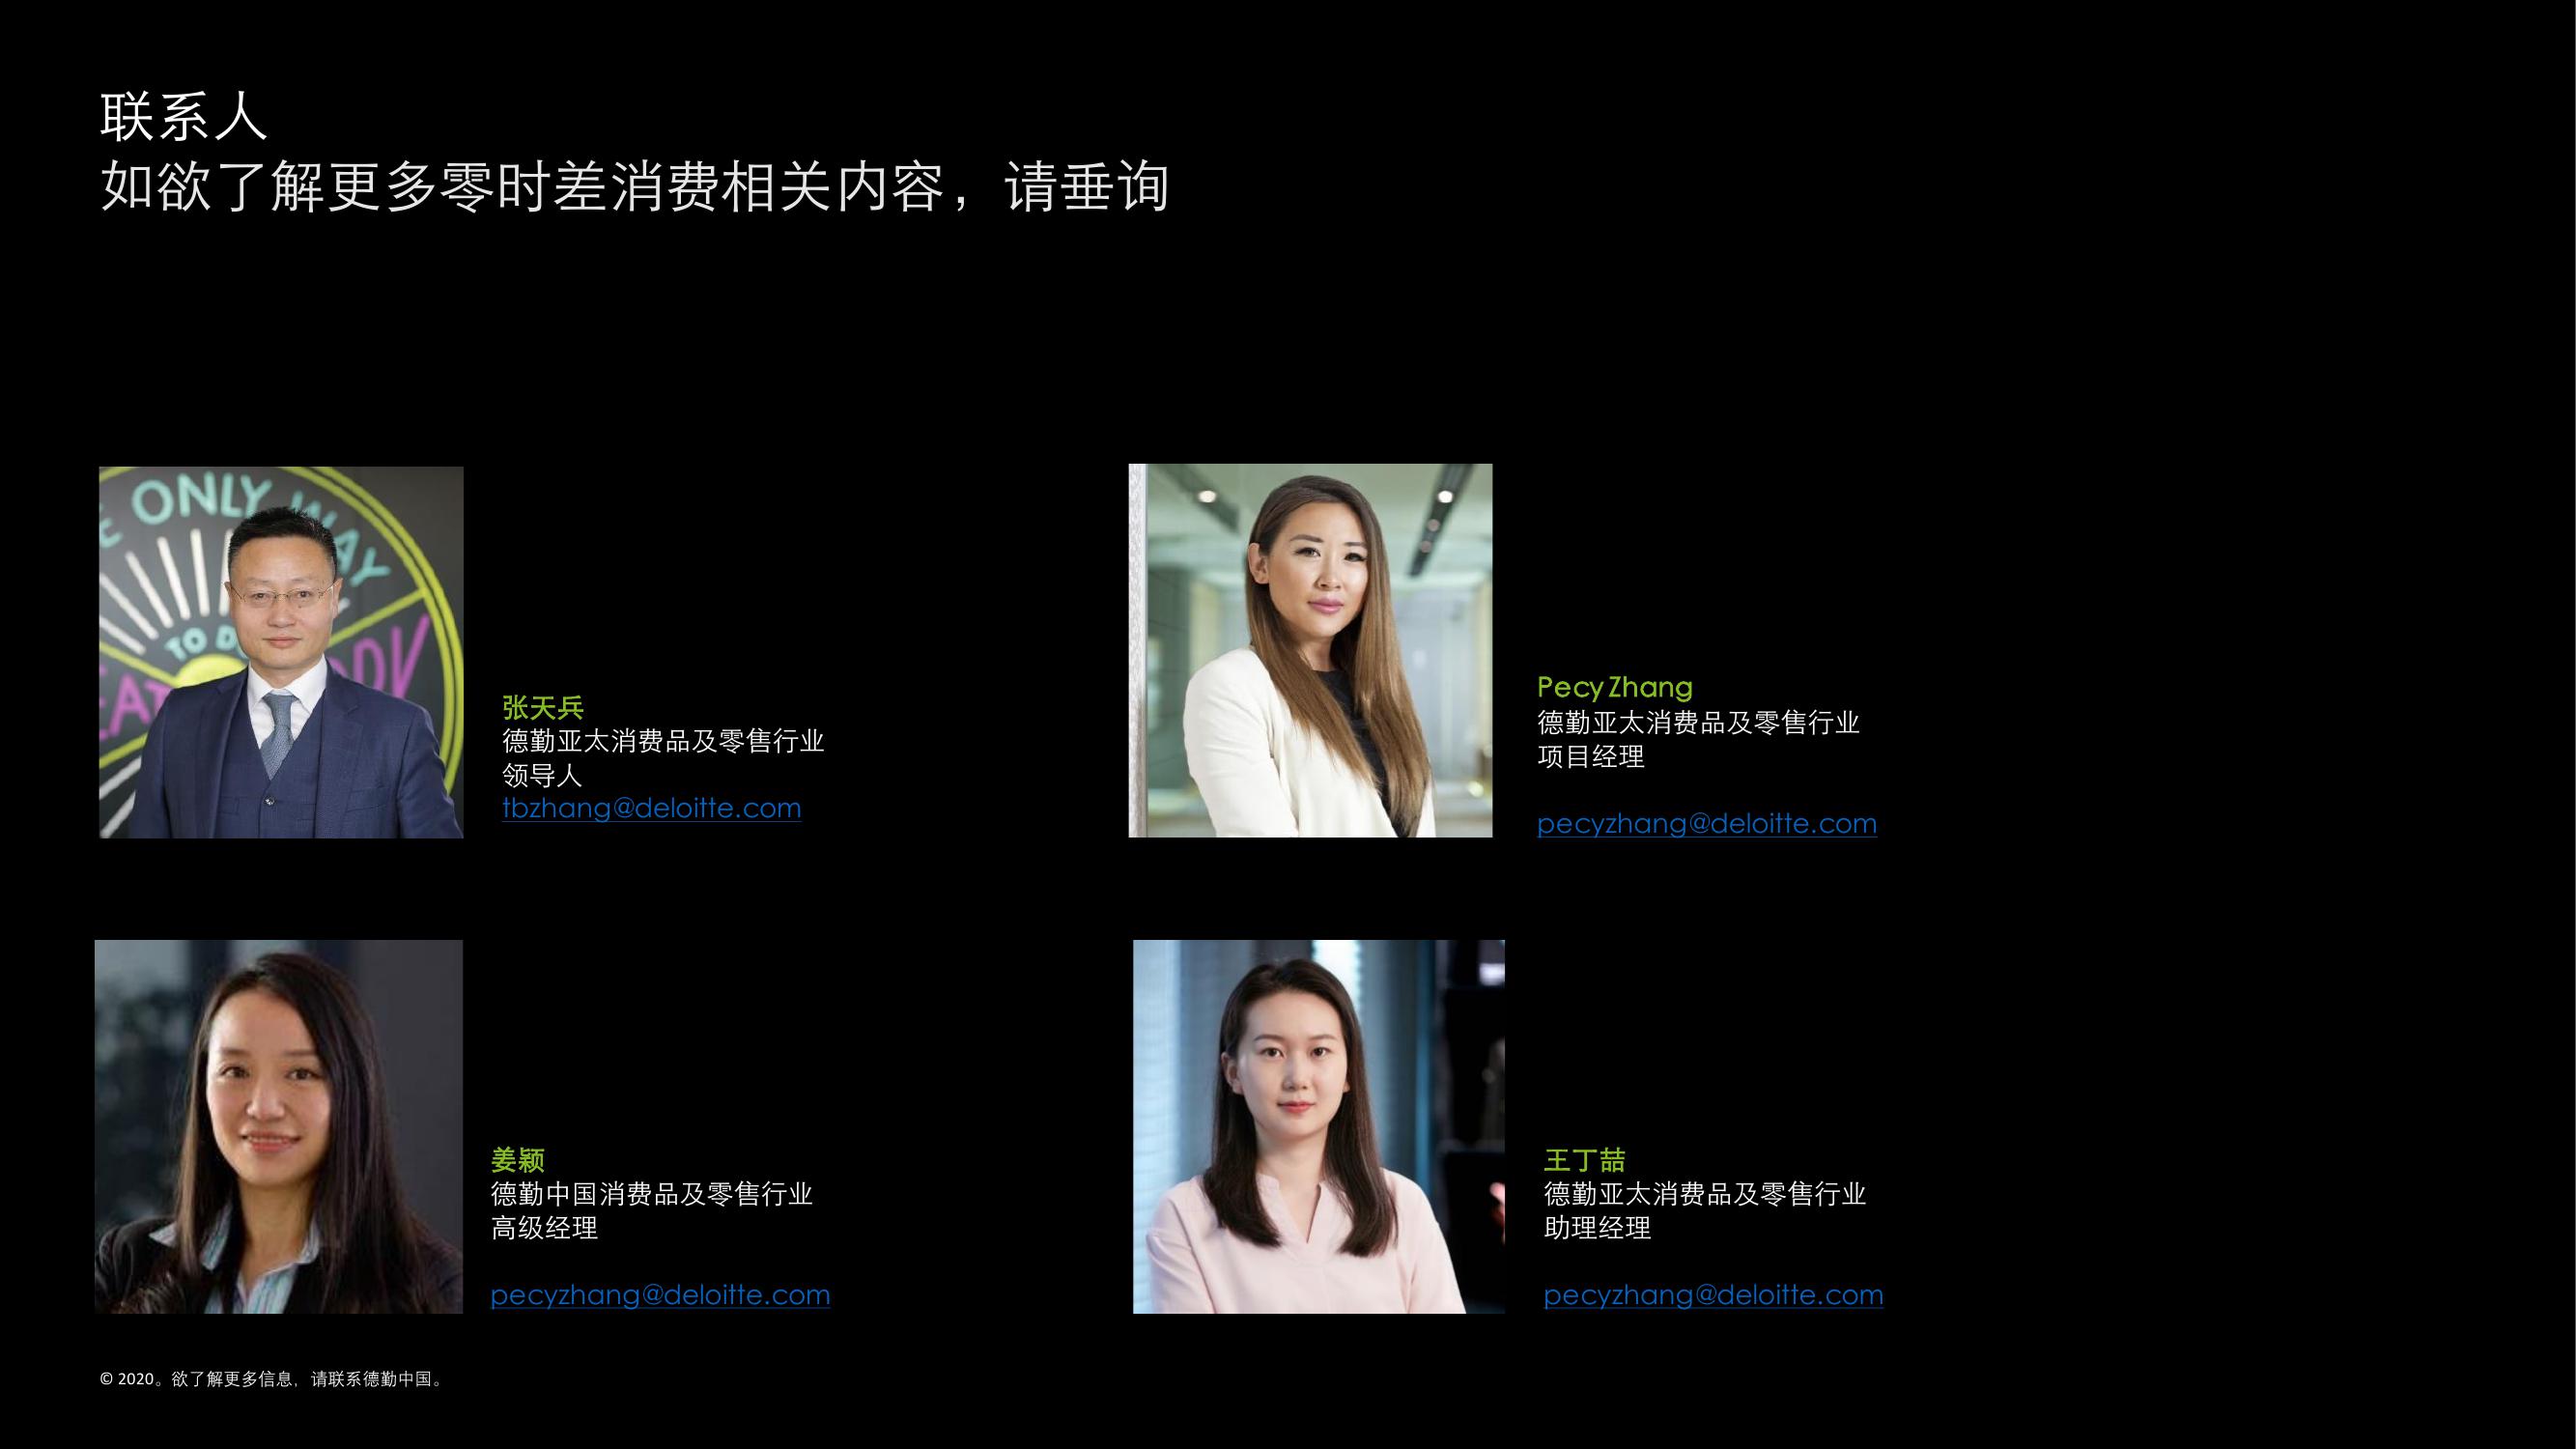 联系人
如欲了解更多零时差消费相关内容，请垂询
ONLY WAY
TO D
EAT
张天兵
德勤亚太消费品及零售行业
领导人
tbzhang@deloitte.com
Pecy Zhang
德勤亚太消费品及零售行业
项目经理
pecyzhang@deloitte.com
姜颖
德勤中国消费品及零售行业
高级经理
pecyzhang@deloitte.com
王丁喆
德勤亚太消费品及零售行业
助理经理
pecyzhang@deloitte.com
© 2020。欲了解更多信息，请联系德勤中国。